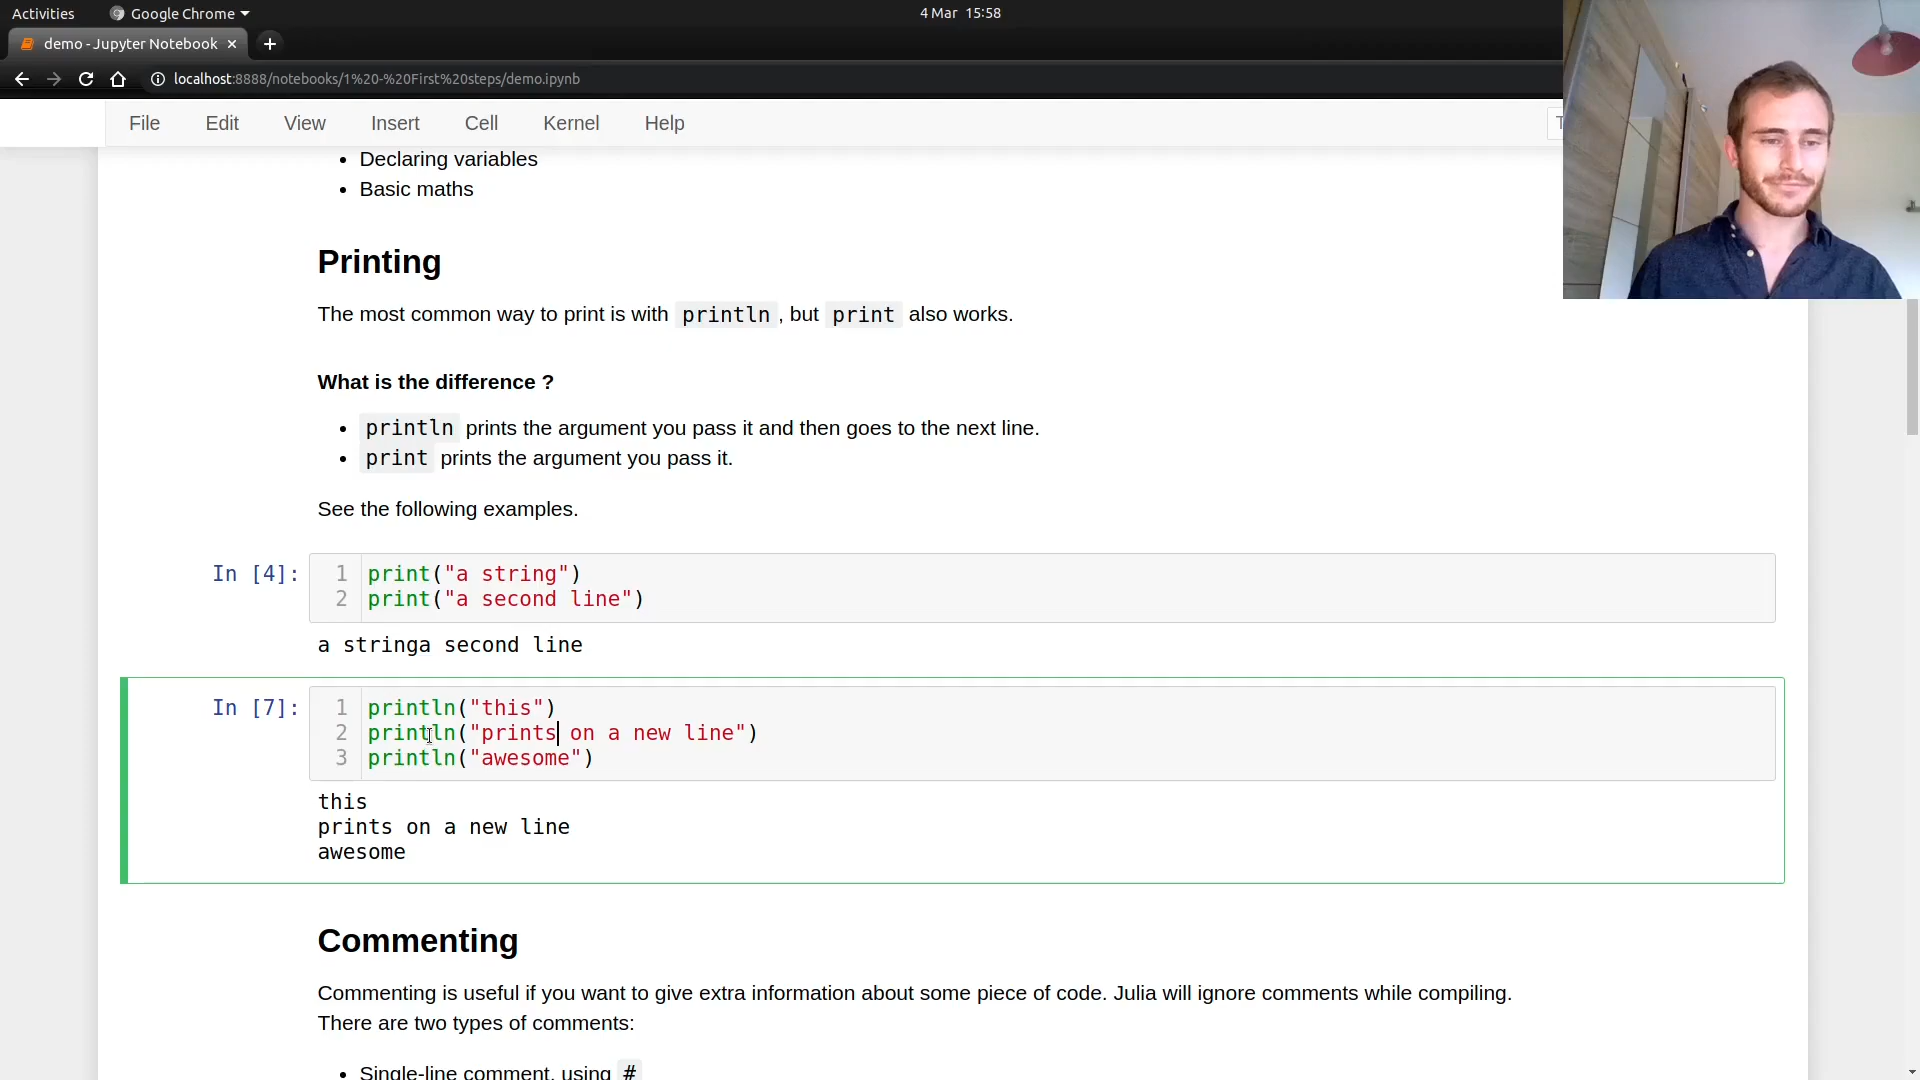 Activities
Google Chrome
4 Mar 15:58
demo - Jupyter Notebook
localhost:8888/notebooks/1%20-%20First%20steps/demo.ipynb
File Edit View Insert Cell Kernel Help
T
• Declaring variables
• Basic maths
Printing
The most common way to print is with println, but print also works.
What is the difference ?
• println prints the argument you pass it and then goes to the next line.
• print prints the argument you pass it.
See the following examples.
In [4]:
1 print("a string")
2 print("a second line")
a stringa second line
In [7]:
1 println("this")
2 println("prints on a new line")
3 println("awesome")
this
prints on a new line
awesome
Commenting
Commenting is useful if you want to give extra information about some piece of code. Julia will ignore comments while compiling.
There are two types of comments:
• Single-line comment, using #